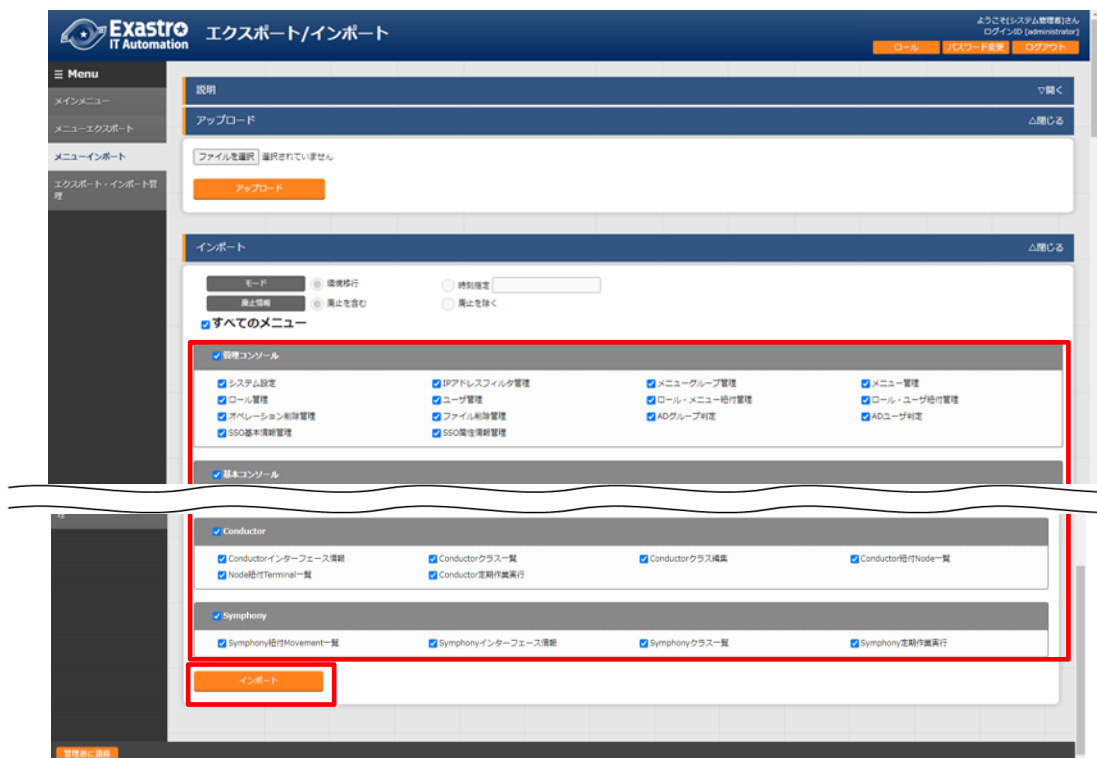 Exastro
IT Automation
エクスポート/インポート
ようこそ[システム管理者]さん
ログインID [administrator]
ロール
パスワード変更
ログアウト
Menu
メインメニュー
メニューエクスポート
メニューインポート
エクスポート・インポート管
理
説明
▽開く
アップロード
△閉じる
ファイルを選択 選択されていません
アップロード
インポート
△閉じる
モード 環境移行 時刻指定
廃止情報 廃止を含む 廃止を除く
すべてのメニュー
管理コンソール
システム設定 IPアドレスフィルタ管理 メニューグループ管理 メニュー管理
ロール管理 ユーザ管理 ロール・メニュー紐付管理 ロール・ユーザ紐付管理
オペレーション削除管理 ファイル削除管理 ADグループ判定 ADユーザ判定
SSO基本情報管理 SSO属性情報管理
基本コンソール
理
Conductor
Conductorインターフェース情報 Conductorクラス一覧 Conductorクラス編集 Conductor紐付Node一覧
Node紐付Terminal一覧 Conductor定期作業実行
Symphony
Symphony紐付Movement一覧 Symphonyインターフェース情報 Symphonyクラス一覧 Symphony定期作業実行
インポート
管理者に連絡